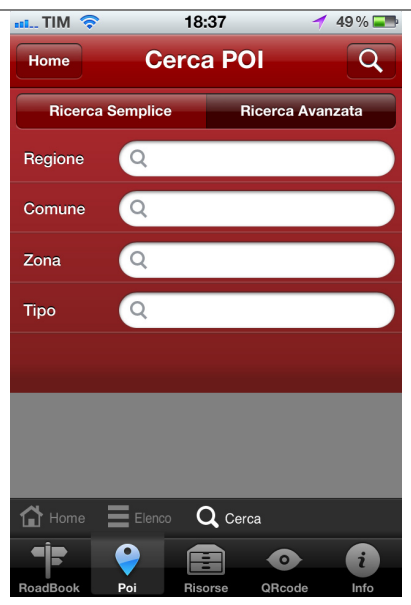 TIM 18:37 49%
Home Cerca POI
Ricerca Semplice Ricerca Avanzata
Regione
Comune
Zona
Tipo
Home Elenco Cerca
RoadBook Poi Risorse QRcode Info